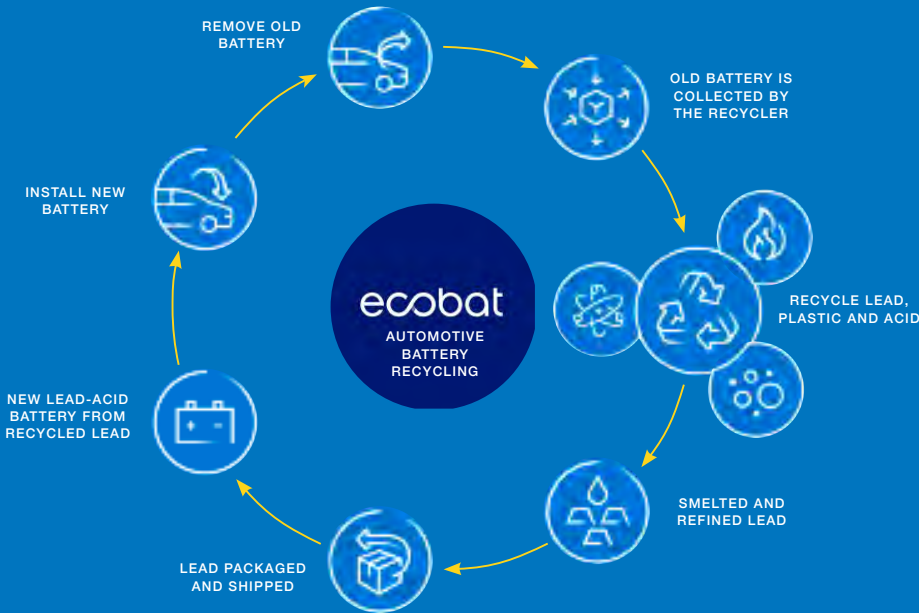 REMOVE OLD
BATTERY
OLD BATTERY IS
COLLECTED BY
THE RECYCLER
INSTALL NEW
BATTERY
ecobat
AUTOMOTIVE
BATTERY
RECYCLING
RECYCLE LEAD,
PLASTIC AND ACID
NEW LEAD-ACID
BATTERY FROM
RECYCLED LEAD
SMELTED AND
REFINED LEAD
LEAD PACKAGED
AND SHIPPED